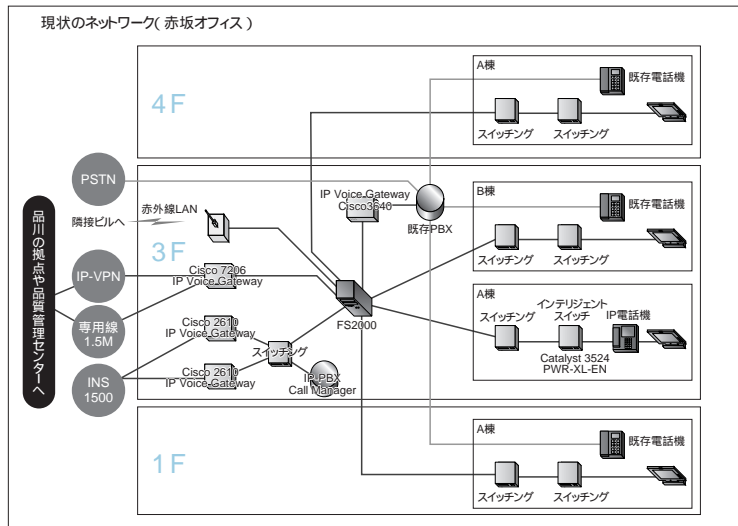 現状のネットワーク(赤坂オフィス)
4F
A棟
既存電話機
スイッチング
スイッチング
PSTN
品川の拠点や品質管理センターへ
隣接ビルへ
赤外線LAN
3F
IP Voice Gateway
Cisco3640
既存PBX
B棟
既存電話機
スイッチング
スイッチング
IP-VPN
Cisco 7206
IP Voice Gateway
FS2000
専用線
1.5M
Cisco 2610
IP Voice Gateway
スイッチング
A棟
スイッチング
インテリジェント
スイッチ
IP電話機
Catalyst 3524
PWR-XL-EN
INS
1500
Cisco 2610
IP Voice Gateway
IP-PBX
Call Manager
1F
A棟
既存電話機
スイッチング
スイッチング